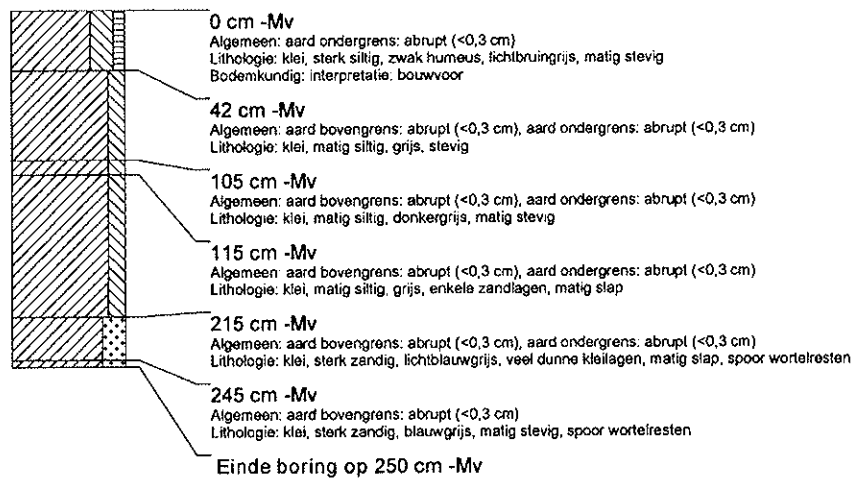 0 cm -Mv
Algemeen: aard ondergrens: abrupt (<0,3 cm)
Lithologie: klei, sterk siltig, zwak humeus, lichtbruingrijs, matig stevig
Bodemkundig: interpretatie: bouwvoor
42 cm -Mv
Algemeen: aard bovengrens: abrupt (<0,3 cm), aard ondergrens: abrupt (<0,3 cm)
Lithologie: klei, matig siltig, grijs, stevig
105 cm -Mv
Algemeen: aard bovengrens: abrupt (<0,3 cm), aard ondergrens: abrupt (<0,3 cm)
Lithologie: klei, matig siltig, donkergrijs, matig stevig
115 cm -Mv
Algemeen: aard bovengrens: abrupt (<0,3 cm), aard ondergrens: abrupt (<0,3 cm)
Lithologie: klei, matig siltig, grijs, enkele zandlagen, matig slap
215 cm -Mv
Algemeen: aard bovengrens: abrupt (<0,3 cm), aard ondergrens: abrupt (<0,3 cm)
Lithologie: klei, sterk zandig, lichtblauwgrijs, veel dunne kleilagen, matig slap, spoor wortelresten
245 cm -Mv
Algemeen: aard bovengrens: abrupt (<0,3 cm)
Lithologie: klei, sterk zandig, blauwgrijs, matig stevig, spoor wortelresten
Einde boring op 250 cm -Mv